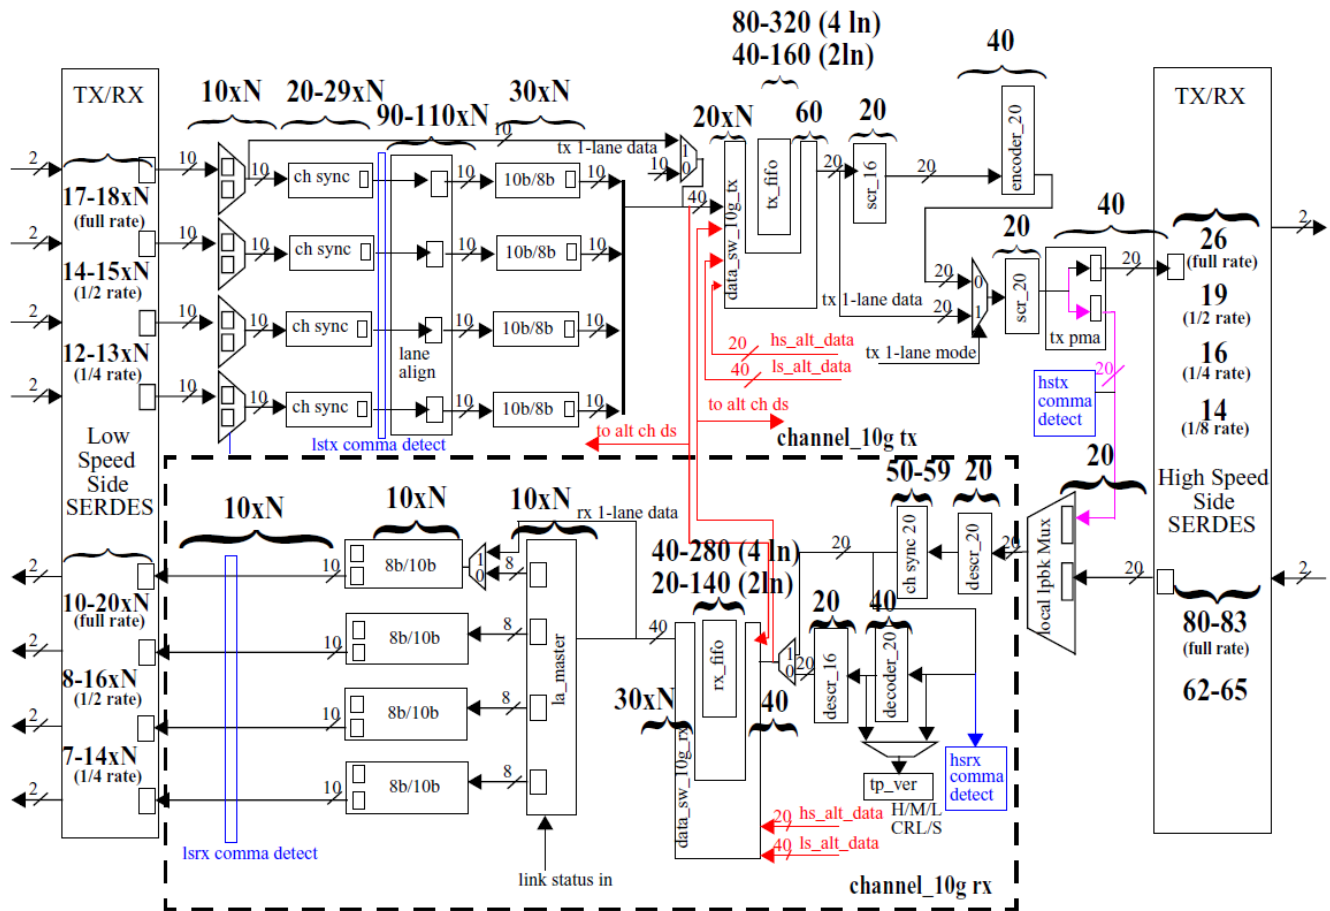 80-320 (4 ln)
40-160 (2ln)
40
TX/RX
10xN
20-29xN
90-110xN
30xN
20xN
60
20
TX/RX
10
tx 1-lane data
10
1
0
2
10
10
ch sync
10
10b/8b
10
40
data_sw_10g_tx
tx_fifo
20
scr_16
20
encoder_20
17-18xN
(full rate)
2
10
10
ch sync
10
10b/8b
10
40
26
(full rate)
2
14-15xN
(1/2 rate)
20
20
0
1
scr_20
20
19
(1/2 rate)
tx 1-lane data
20
2
10
10
ch sync
10
10b/8b
10
tx pma
12-13xN
(1/4 rate)
lane
align
20
hs_alt_data
tx 1-lane mode
16
(1/4 rate)
40
ls_alt_data
20
2
10
10
ch sync
10
10b/8b
10
to alt ch ds
hstx
comma
detect
14
(1/8 rate)
Low
Speed
Side
SERDES
lstx comma detect
to alt ch ds
channel_10g tx
20
High Speed
Side
SERDES
50-59
20
10xN
10xN
10xN
rx 1-lane data
40-280 (4 ln)
20-140 (2ln)
20
ch sync 20
descr_20
20
local lpbk Mux
20
2
2
10
8b/10b
1
0
8
10-20xN
(full rate)
20
40
80-83
(full rate)
2
10
8b/10b
8
la_master
40
rx_fifo
1
0
20
descr_16
decoder_20
8-16xN
(1/2 rate)
62-65
2
10
8b/10b
8
30xN
40
data_sw_10g_rx
7-14xN
(1/4 rate)
2
10
8b/10b
8
tp_ver
hsrx
comma
detect
H/M/L
CRL/S
20
hs_alt_data
40
ls_alt_data
lsrx comma detect
link status in
channel_10g rx